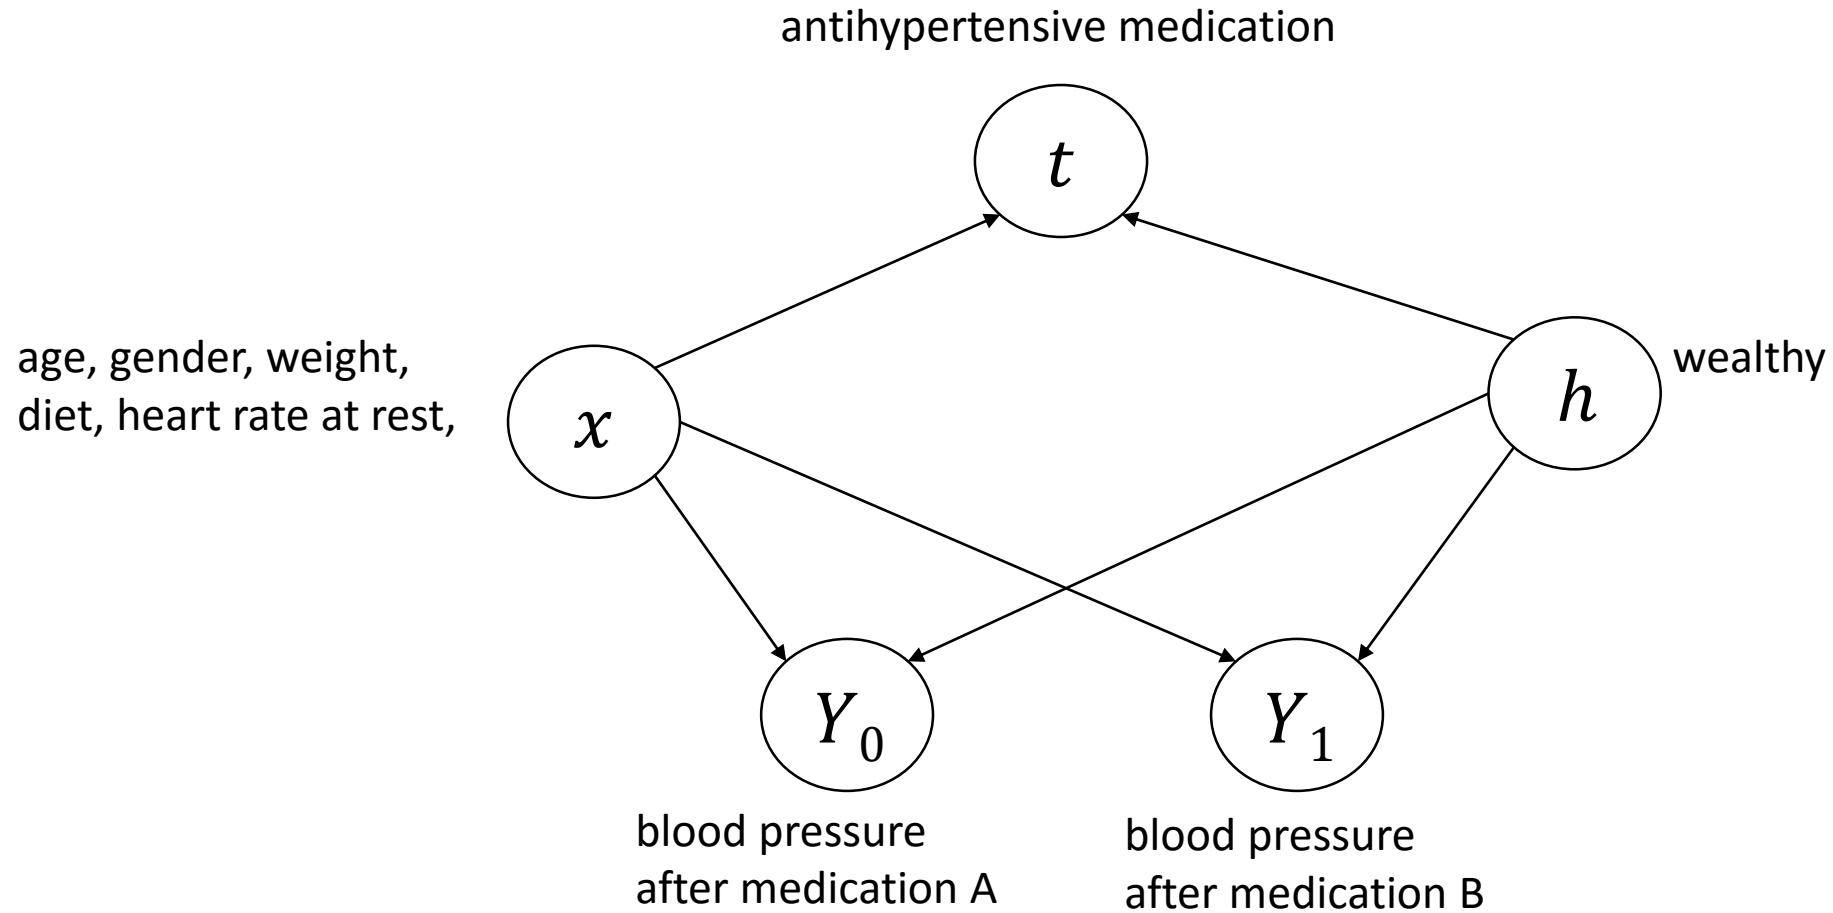 antihypertensive medication
t
age, gender, weight,
diet, heart rate at rest,
x
h
wealthy
Y₀
Y₁
blood pressure
after medication A
blood pressure
after medication B